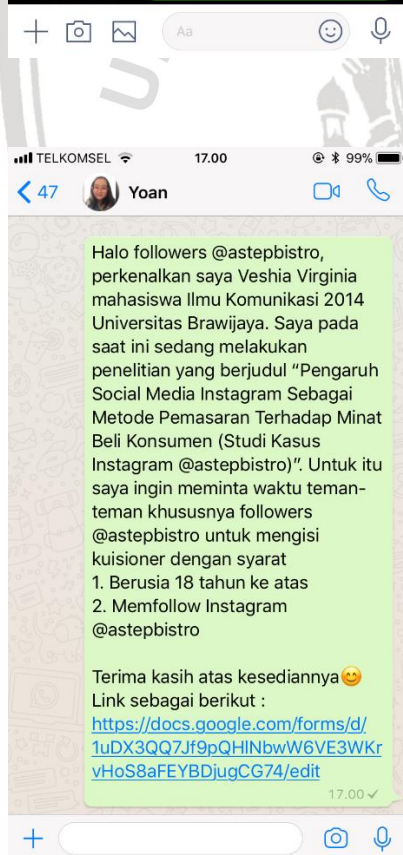 Aa
TELKOMSEL 17.00 99%
47 Yoan
Halo followers @astepbistro,
perkenalkan saya Veshia Virginia
mahasiswa Ilmu Komunikasi 2014
Universitas Brawijaya. Saya pada
saat ini sedang melakukan
penelitian yang berjudul “Pengaruh
Social Media Instagram Sebagai
Metode Pemasaran Terhadap Minat
Beli Konsumen (Studi Kasus
Instagram @astepbistro)”. Untuk itu
saya ingin meminta waktu teman-
teman khususnya followers
@astepbistro untuk mengisi
kuisioner dengan syarat
1. Berusia 18 tahun ke atas
2. Memfollow Instagram
@astepbistro
Terima kasih atas kesediannya😊
Link sebagai berikut :
https://docs.google.com/forms/d/
1uDX3QQ7Jf9pQHlNbwW6VE3WKr
vHoS8aFEYBDjugCG74/edit
17.00 ✓